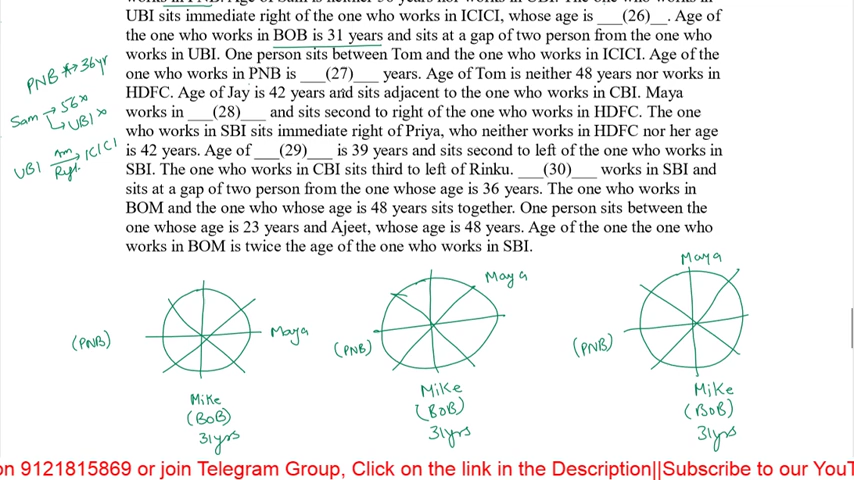 UBI sits immediate right of the one who works in ICICI, whose age is ___(26)__. Age of
the one who works in BOB is 31 years and sits at a gap of two person from the one who
works in UBI. One person sits between Tom and the one who works in ICICI. Age of the
one who works in PNB is ___(27)___ years. Age of Tom is neither 48 years nor works in
HDFC. Age of Jay is 42 years and sits adjacent to the one who works in CBI. Maya
works in ___(28)___ and sits second to right of the one who works in HDFC. The one
who works in SBI sits immediate right of Priya, who neither works in HDFC nor her age
is 42 years. Age of ___(29)___ is 39 years and sits second to left of the one who works in
SBI. The one who works in CBI sits third to left of Rinku. ___(30)___ works in SBI and
sits at a gap of two person from the one whose age is 36 years. The one who works in
BOM and the one who whose age is 48 years sits together. One person sits between the
one whose age is 23 years and Ajeet, whose age is 48 years. Age of the one the one who
works in BOM is twice the age of the one who works in SBI.
PNB 36yr
Sam → 56x
UBI x
UBI Im Rgt. ICICI
Maya
(PNB)
Mike
(BOB)
31yrs
Maya
(PNB)
Mike
(BOB)
31yrs
Maya
(PNB)
Mike
(BOB)
31yrs
on 9121815869 or join Telegram Group, Click on the link in the Description||Subscribe to our YouT